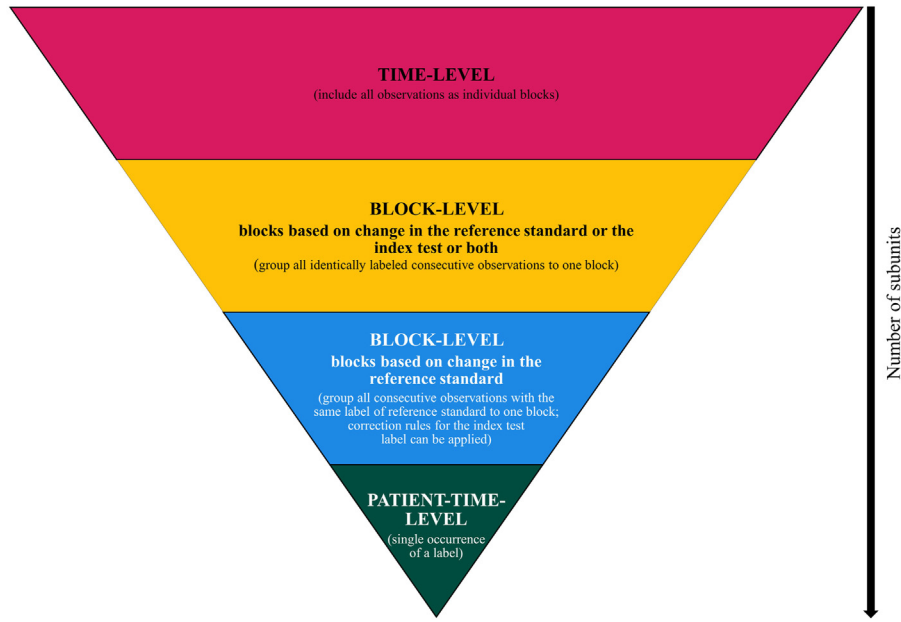 TIME-LEVEL
(include all observations as individual blocks)
BLOCK-LEVEL
blocks based on change in the reference standard or the
index test or both
(group all identically labeled consecutive observations to one block)
BLOCK-LEVEL
blocks based on change in the
reference standard
(group all consecutive observations with the
same label of reference standard to one block;
correction rules for the index test
label can be applied)
PATIENT-TIME-
LEVEL
(single occurrence
of a label)
Number of subunits